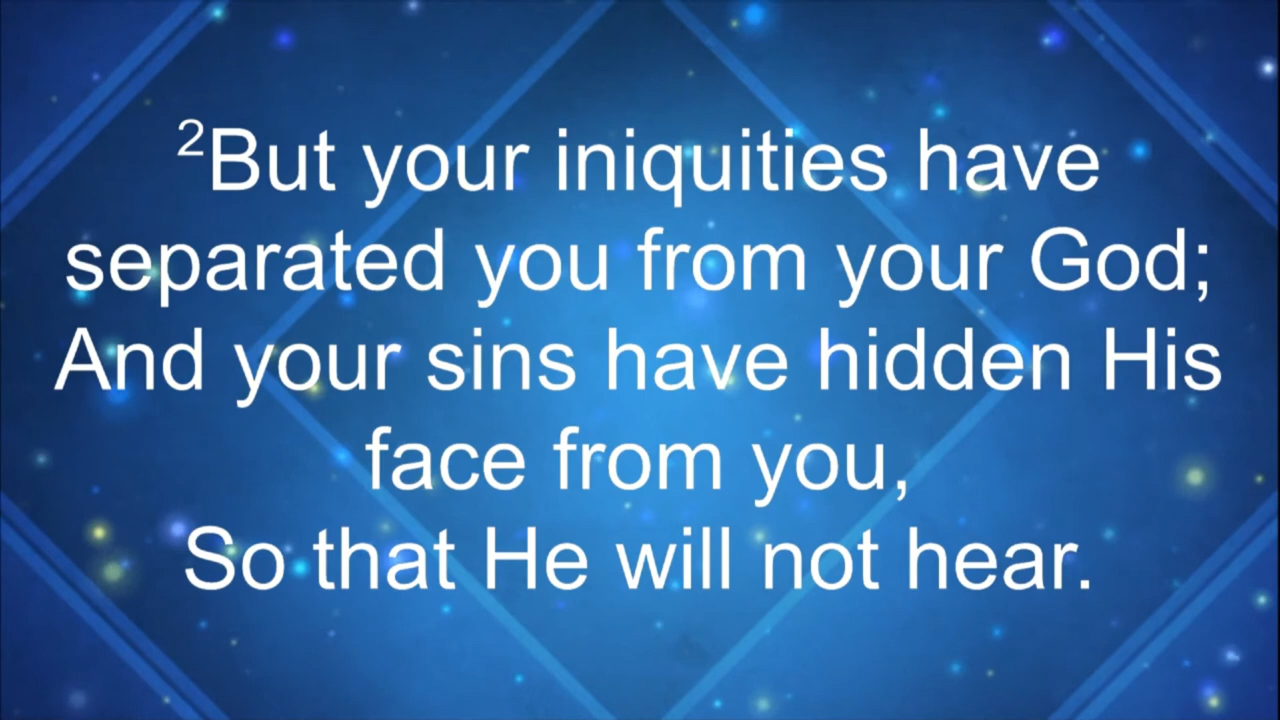 ²But your iniquities have
separated you from your God;
And your sins have hidden His
face from you,
So that He will not hear.